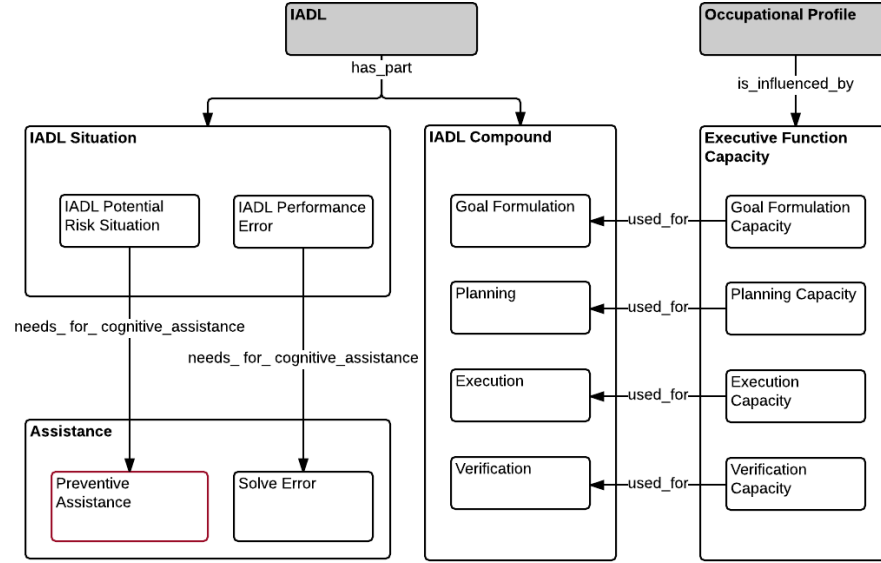 IADL
Occupational Profile
has_part
is_influenced_by
IADL Situation
IADL Potential
Risk Situation
IADL Performance
Error
needs_ for_ cognitive_assistance
needs_ for_ cognitive_assistance
Assistance
Preventive
Assistance
Solve Error
IADL Compound
Goal Formulation
Planning
Execution
Verification
used_for
used_for
used_for
used_for
Executive Function
Capacity
Goal Formulation
Capacity
Planning Capacity
Execution
Capacity
Verification
Capacity